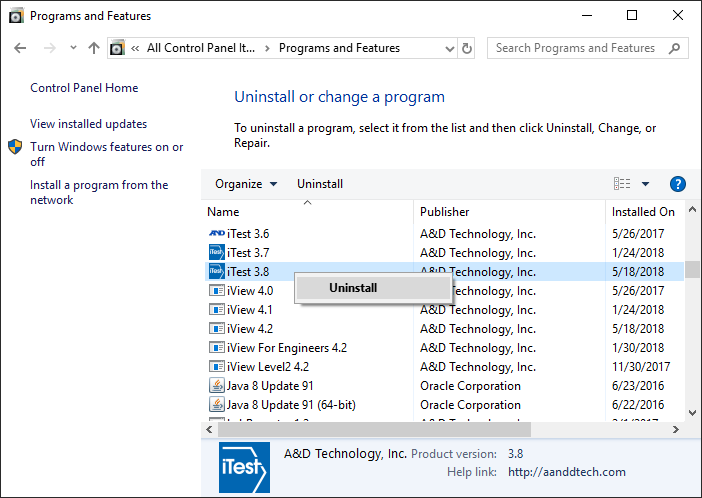 Programs and Features
« All Control Panel It... > Programs and Features
Search Programs and Features
Control Panel Home
View installed updates
Turn Windows features on or
off
Install a program from the
network
Uninstall or change a program
To uninstall a program, select it from the list and then click Uninstall, Change, or
Repair.
Organize Uninstall
Name Publisher Installed On
AND iTest 3.6 A&D Technology, Inc. 5/26/2017
iTest iTest 3.7 A&D Technology, Inc. 1/24/2018
iTest iTest 3.8 A&D Technology, Inc. 5/18/2018
Uninstall
iView 4.0 A&D Technology, Inc. 5/26/2017
iView 4.1 A&D Technology, Inc. 1/24/2018
iView 4.2 A&D Technology, Inc. 5/18/2018
iView For Engineers 4.2 A&D Technology, Inc. 1/30/2018
iView Level2 4.2 A&D Technology, Inc. 11/30/2017
Java 8 Update 91 Oracle Corporation 6/23/2016
Java 8 Update 91 (64-bit) Oracle Corporation 6/22/2016
iTest
A&D Technology, Inc. Product version: 3.8
Help link: http://aanddtech.com